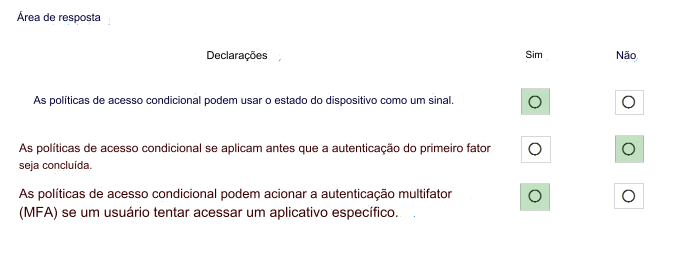 Área de resposta
Declarações Sim Não
As políticas de acesso condicional podem usar o estado do dispositivo como um sinal.
As políticas de acesso condicional se aplicam antes que a autenticação do primeiro fator
seja concluída.
As políticas de acesso condicional podem acionar a autenticação multifator
(MFA) se um usuário tentar acessar um aplicativo específico.